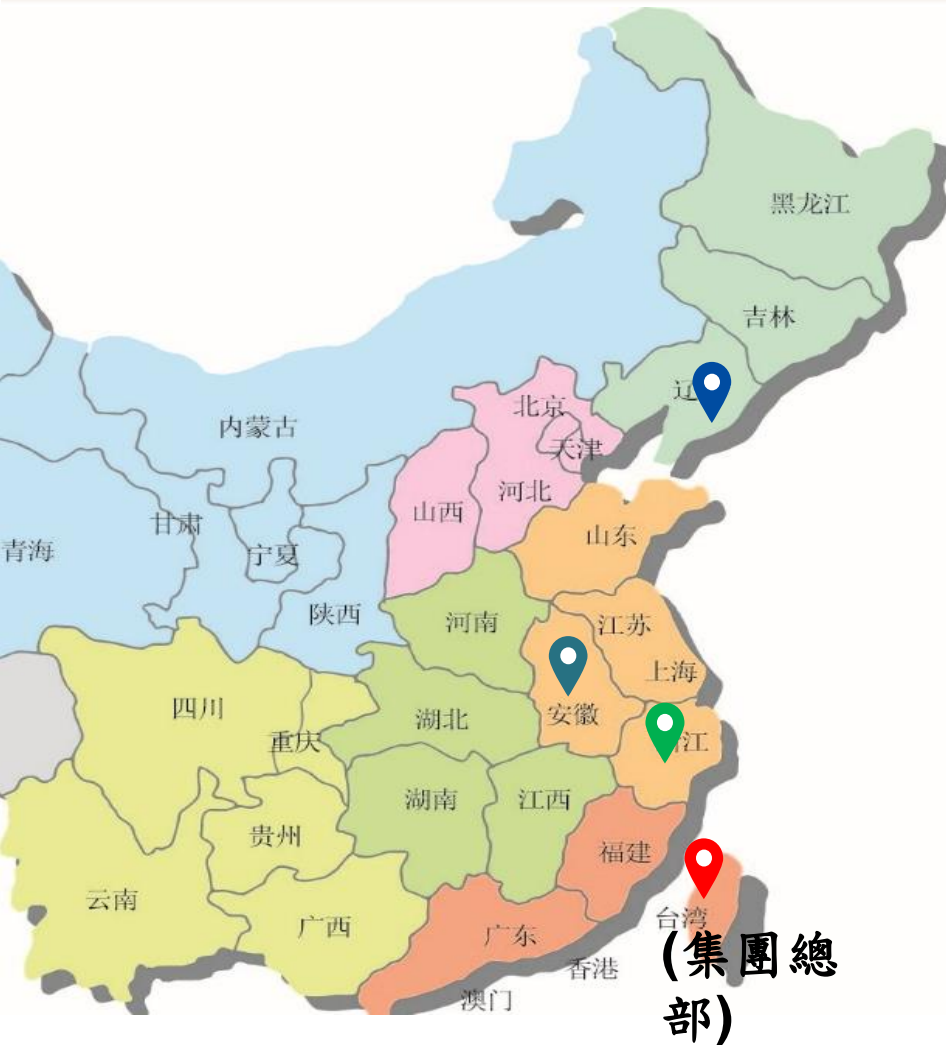 黑龙江
吉林
辽
北京
内蒙古
天津
河北
山西
甘肃
山东
青海
宁夏
陕西
河南
江苏
上海
四川
安徽
湖北
重庆
江
湖南
江西
贵州
福建
云南
台湾
广西
广东
(集團總
部)
香港
澳门